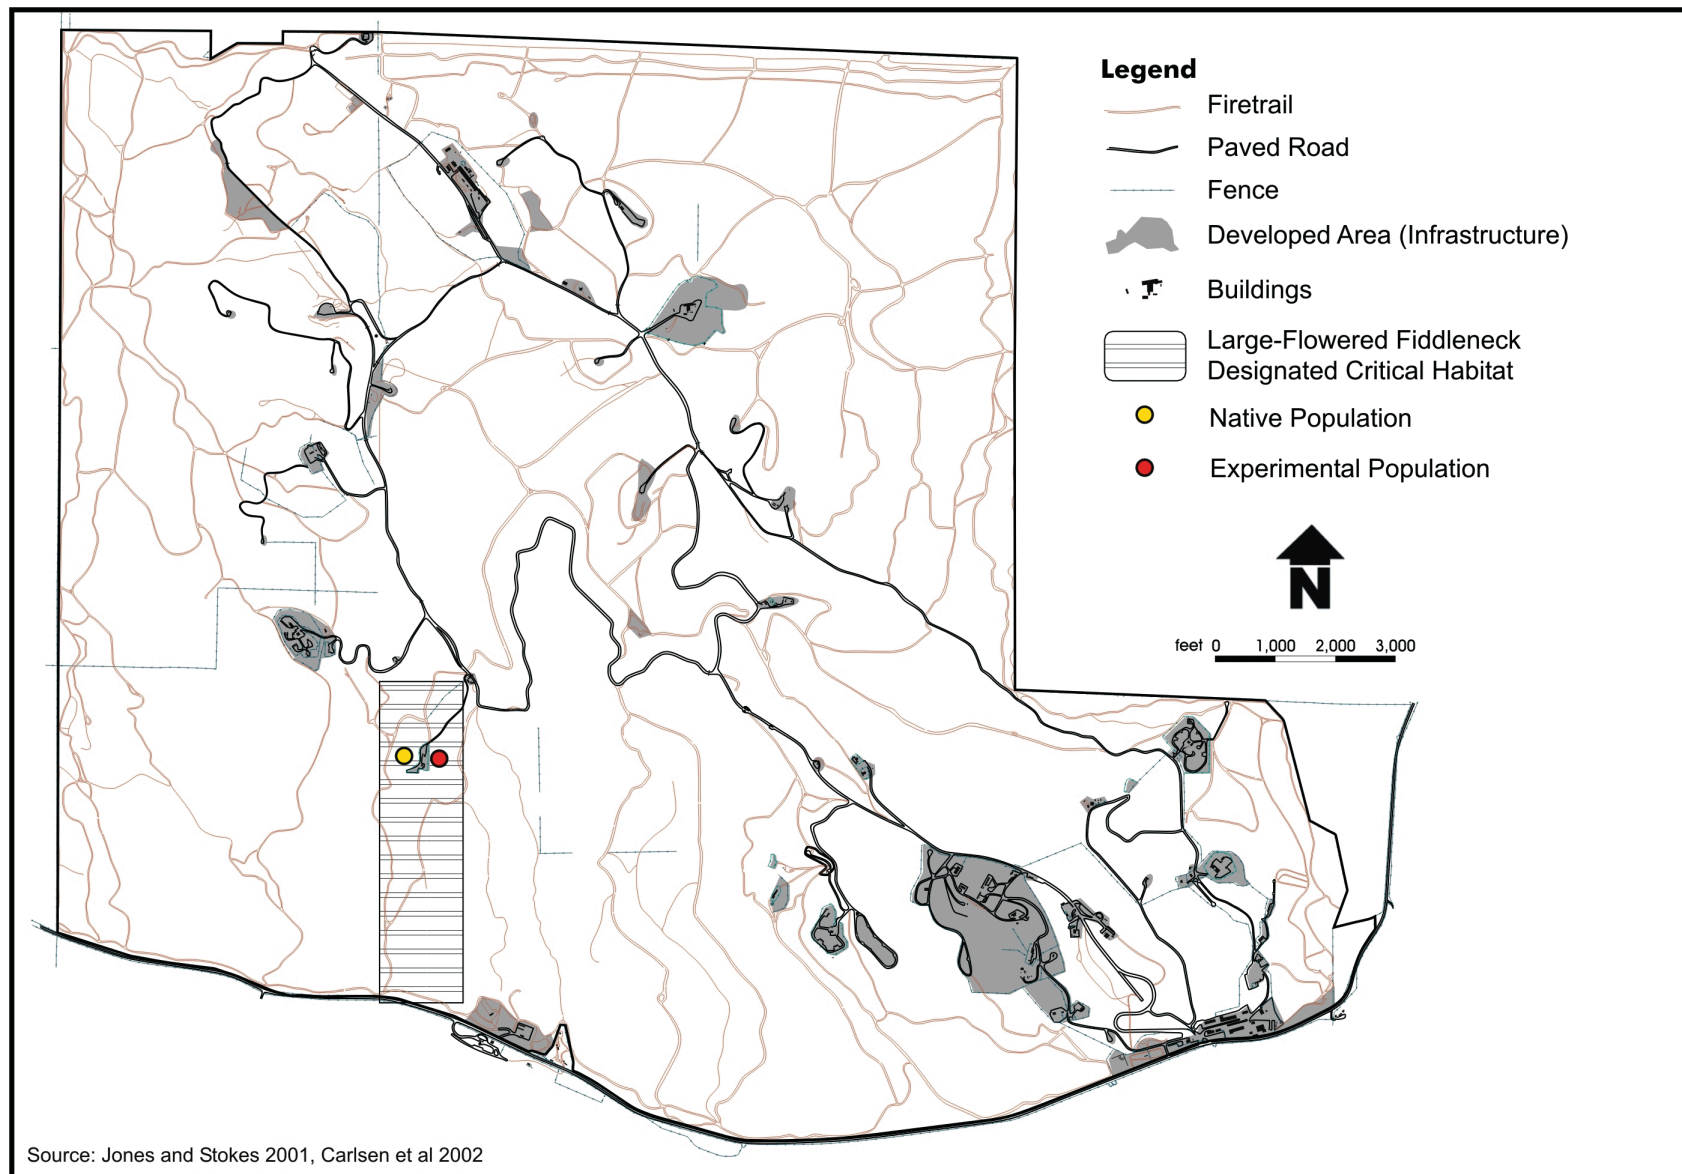 Legend
Firetrail
Paved Road
Fence
Developed Area (Infrastructure)
Buildings
Large-Flowered Fiddleneck
Designated Critical Habitat
Native Population
Experimental Population
N
feet 0 1,000 2,000 3,000
Source: Jones and Stokes 2001, Carlsen et al 2002